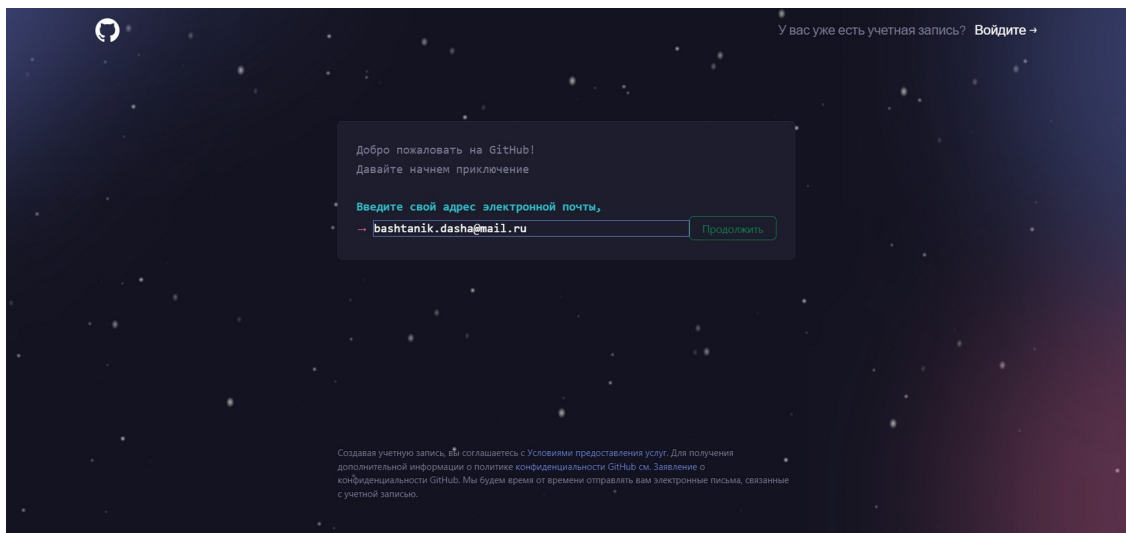 У вас уже есть учетная запись? Войдите →
Добро пожаловать на GitHub!
Давайте начнем приключение
Введите свой адрес электронной почты,
→ bashtanik.dasha@mail.ru Продолжить
Создавая учетную запись, вы соглашаетесь с Условиями предоставления услуг. Для получения
дополнительной информации о политике конфиденциальности GitHub см. Заявление о
конфиденциальности GitHub. Мы будем время от времени отправлять вам электронные письма, связанные
с учетной записью.